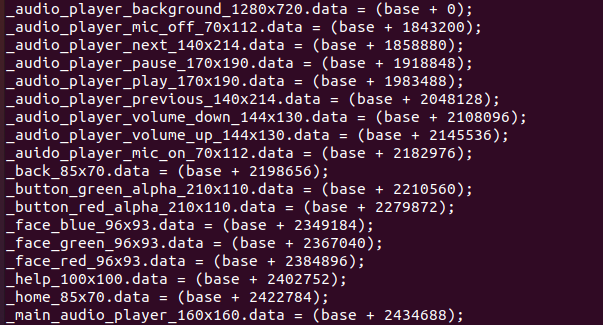 _audio_player_background_1280x720.data = (base + 0);
_audio_player_mic_off_70x112.data = (base + 1843200);
_audio_player_next_140x214.data = (base + 1858880);
_audio_player_pause_170x190.data = (base + 1918848);
_audio_player_play_170x190.data = (base + 1983488);
_audio_player_previous_140x214.data = (base + 2048128);
_audio_player_volume_down_144x130.data = (base + 2108096);
_audio_player_volume_up_144x130.data = (base + 2145536);
_auido_player_mic_on_70x112.data = (base + 2182976);
_back_85x70.data = (base + 2198656);
_button_green_alpha_210x110.data = (base + 2210560);
_button_red_alpha_210x110.data = (base + 2279872);
_face_blue_96x93.data = (base + 2349184);
_face_green_96x93.data = (base + 2367040);
_face_red_96x93.data = (base + 2384896);
_help_100x100.data = (base + 2402752);
_home_85x70.data = (base + 2422784);
_main_audio_player_160x160.data = (base + 2434688);